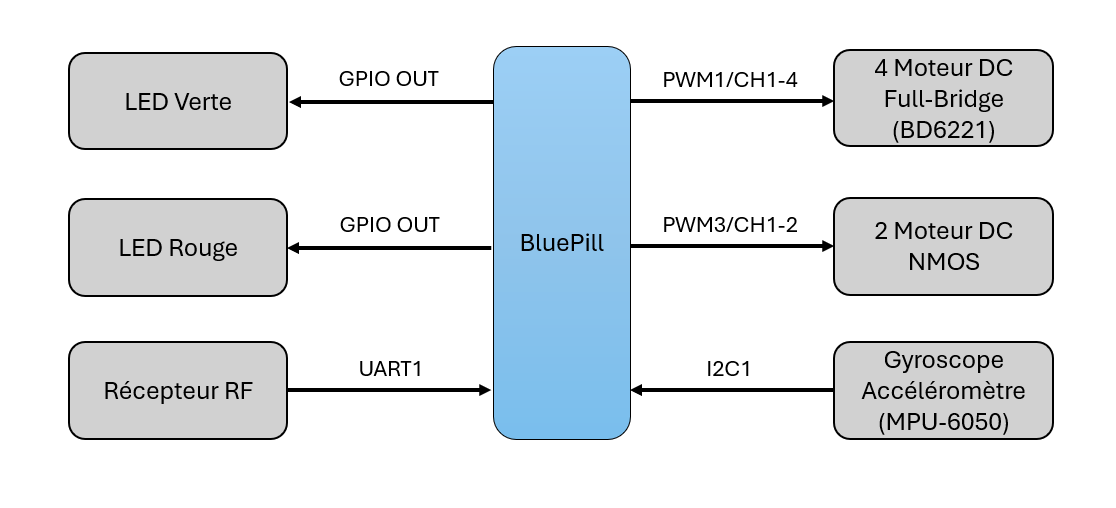 LED Verte
GPIO OUT
LED Rouge
GPIO OUT
Récepteur RF
UART1
BluePill
PWM1/CH1-4
4 Moteur DC
Full-Bridge
(BD6221)
PWM3/CH1-2
2 Moteur DC
NMOS
I2C1
Gyroscope
Accéléromètre
(MPU-6050)